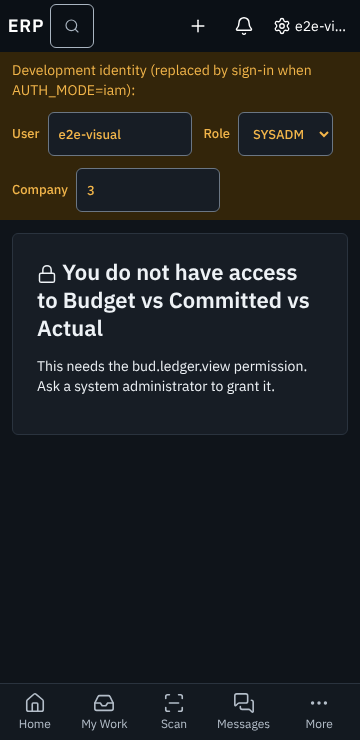 ERP
e2e-vi...
Development identity (replaced by sign-in when
AUTH_MODE=iam):
User e2e-visual Role SYSADM
Company 3
You do not have access
to Budget vs Committed vs
Actual
This needs the bud.ledger.view permission.
Ask a system administrator to grant it.
Home My Work Scan Messages More